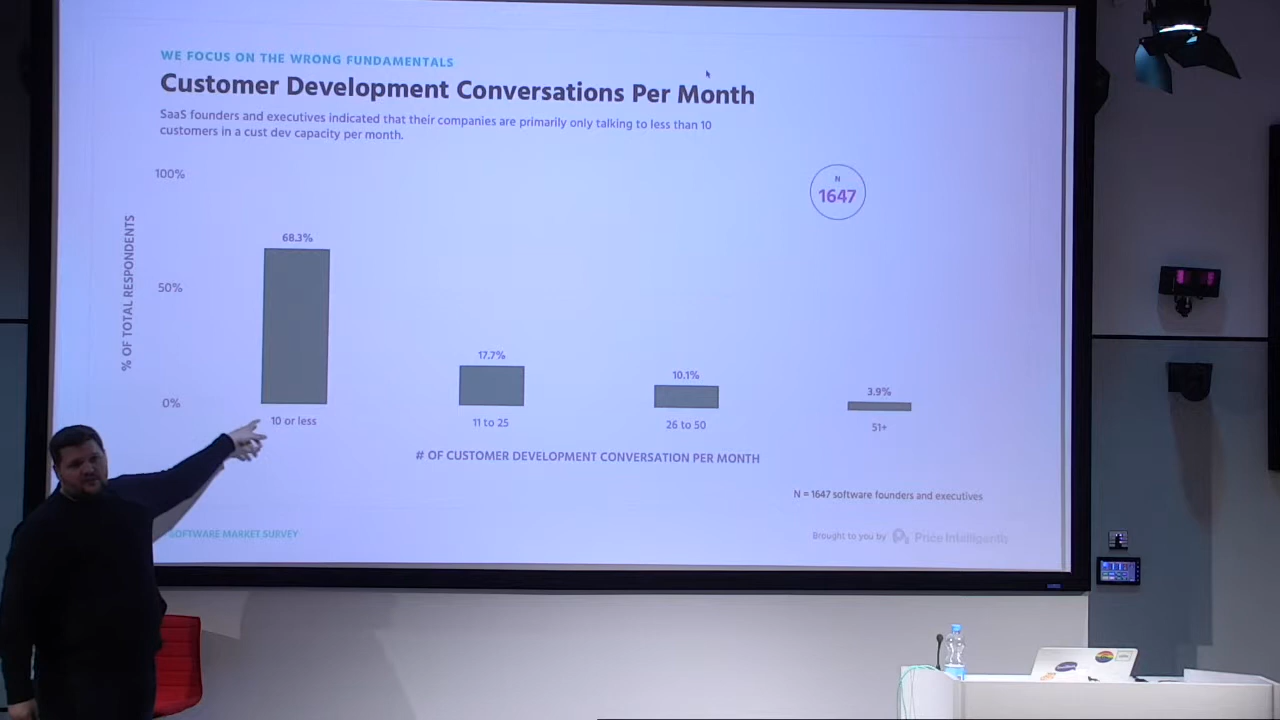 WE FOCUS ON THE WRONG FUNDAMENTALS
Customer Development Conversations Per Month
SaaS founders and executives indicated that their companies are primarily only talking to less than 10
customers in a cust dev capacity per month.
N
1647
100%
50%
0%
% OF TOTAL RESPONDENTS
68.3%
17.7%
10.1%
3.9%
10 or less
11 to 25
26 to 50
51+
# OF CUSTOMER DEVELOPMENT CONVERSATION PER MONTH
N = 1647 software founders and executives
SOFTWARE MARKET SURVEY
Brought to you by Price Intelligently